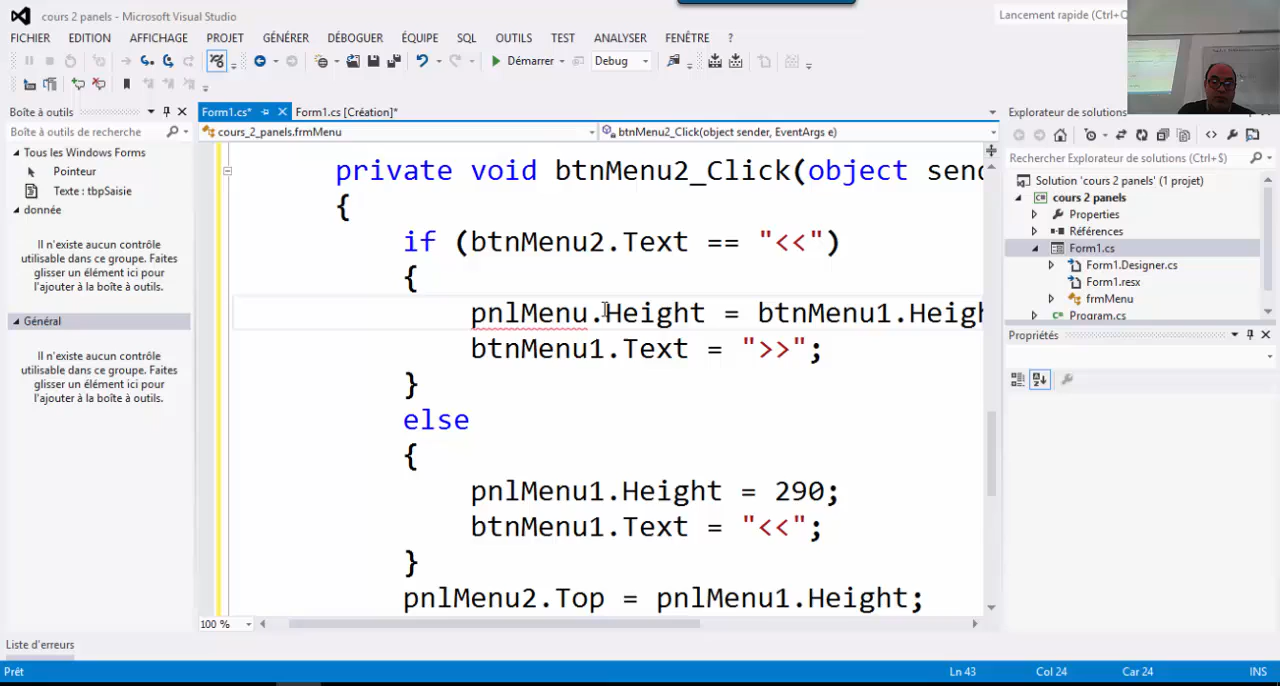 cours 2 panels - Microsoft Visual Studio
Lancement rapide (Ctrl+Q
FICHIER EDITION AFFICHAGE PROJET GÉNÉRER DÉBOGUER ÉQUIPE SQL OUTILS TEST ANALYSER FENÊTRE ?
Démarrer Debug
Boîte à outils
Boîte à outils de recherche
Tous les Windows Forms
Pointeur
Texte : tbpSaisie
donnée
Il n'existe aucun contrôle
utilisable dans ce groupe. Faites
glisser un élément ici pour
l'ajouter à la boîte à outils.
Général
Il n'existe aucun contrôle
utilisable dans ce groupe. Faites
glisser un élément ici pour
l'ajouter à la boîte à outils.
Form1.cs* Form1.cs [Création]*
cours_2_panels.frmMenu btnMenu2_Click(object sender, EventArgs e)
private void btnMenu2_Click(object send
{
if (btnMenu2.Text == "<<")
{
pnlMenu.Height = btnMenu1.Heigh
btnMenu1.Text = ">>";
}
else
{
pnlMenu1.Height = 290;
btnMenu1.Text = "<<";
}
pnlMenu2.Top = pnlMenu1.Height;
100 %
Explorateur de solutions
Rechercher Explorateur de solutions (Ctrl+$)
Solution 'cours 2 panels' (1 projet)
cours 2 panels
Properties
Références
Form1.cs
Form1.Designer.cs
Form1.resx
frmMenu
Program.cs
Propriétés
Liste d'erreurs
Prêt Ln 43 Col 24 Car 24 INS